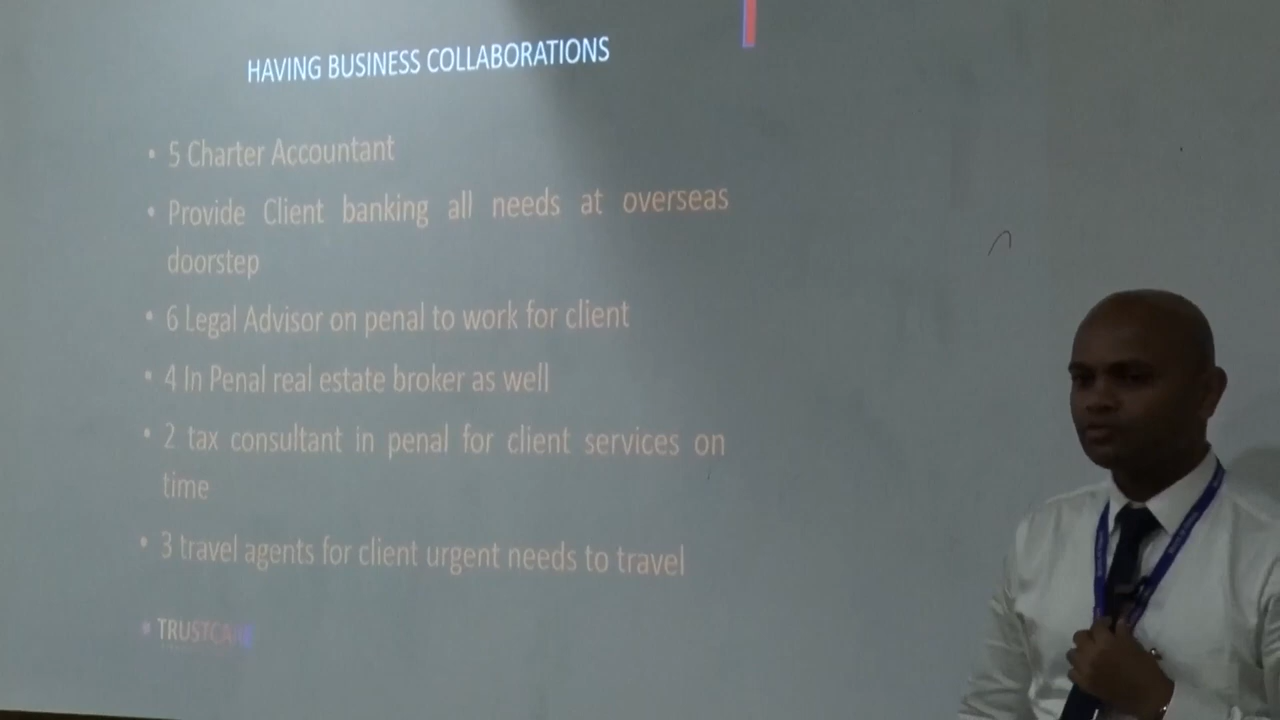 HAVING BUSINESS COLLABORATIONS
• 5 Charter Accountant
• Provide Client banking all needs at overseas
doorstep
• 6 Legal Advisor on penal to work for client
• 4 In Penal real estate broker as well
• 2 tax consultant in penal for client services on
time
• 3 travel agents for client urgent needs to travel
TRUSTCARE